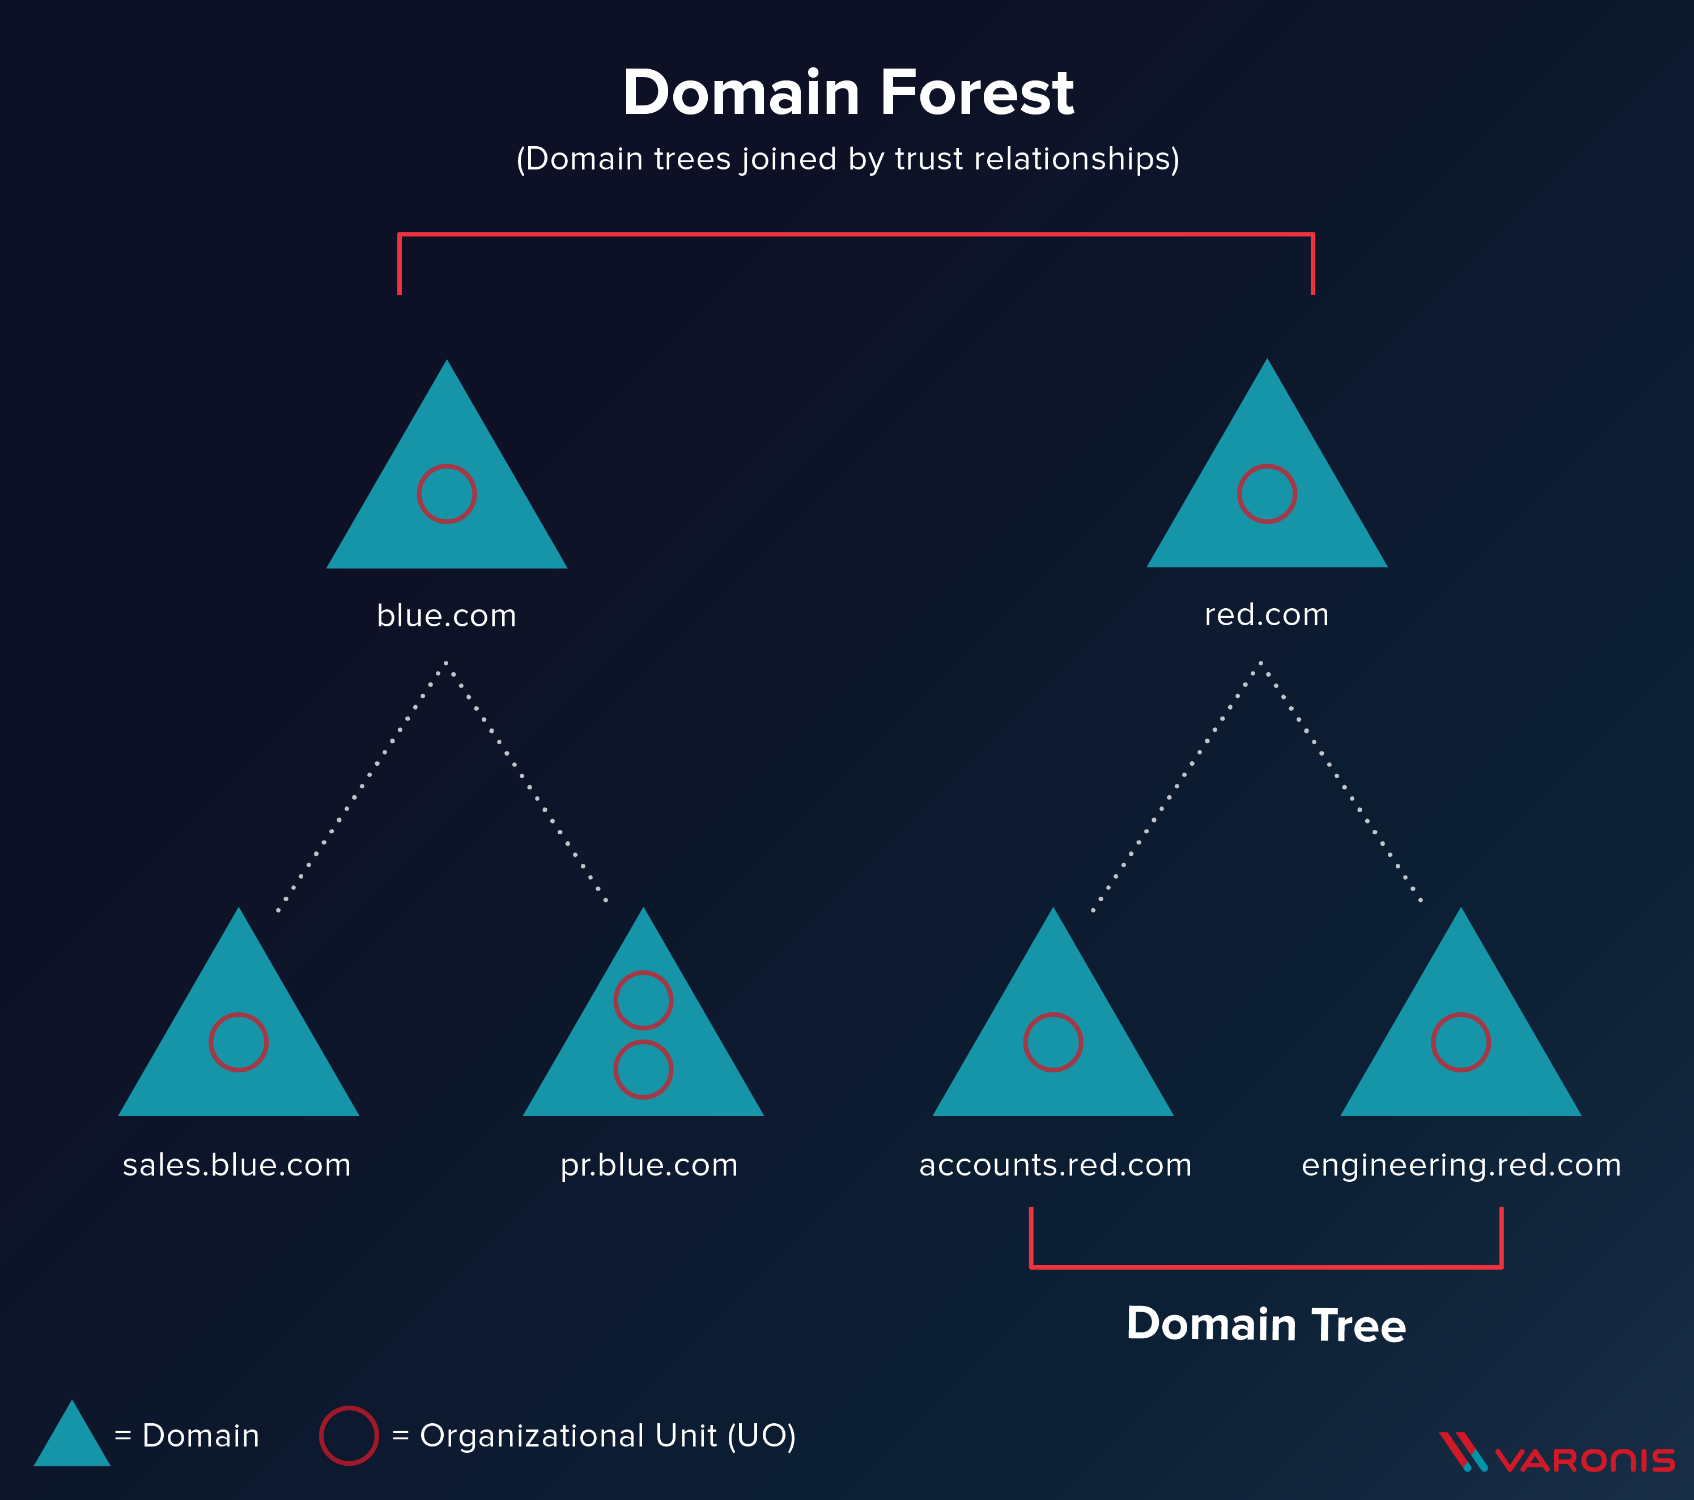 Domain Forest
(Domain trees joined by trust relationships)
blue.com
red.com
sales.blue.com
pr.blue.com
accounts.red.com
engineering.red.com
Domain Tree
= Domain
= Organizational Unit (UO)
VARONIS